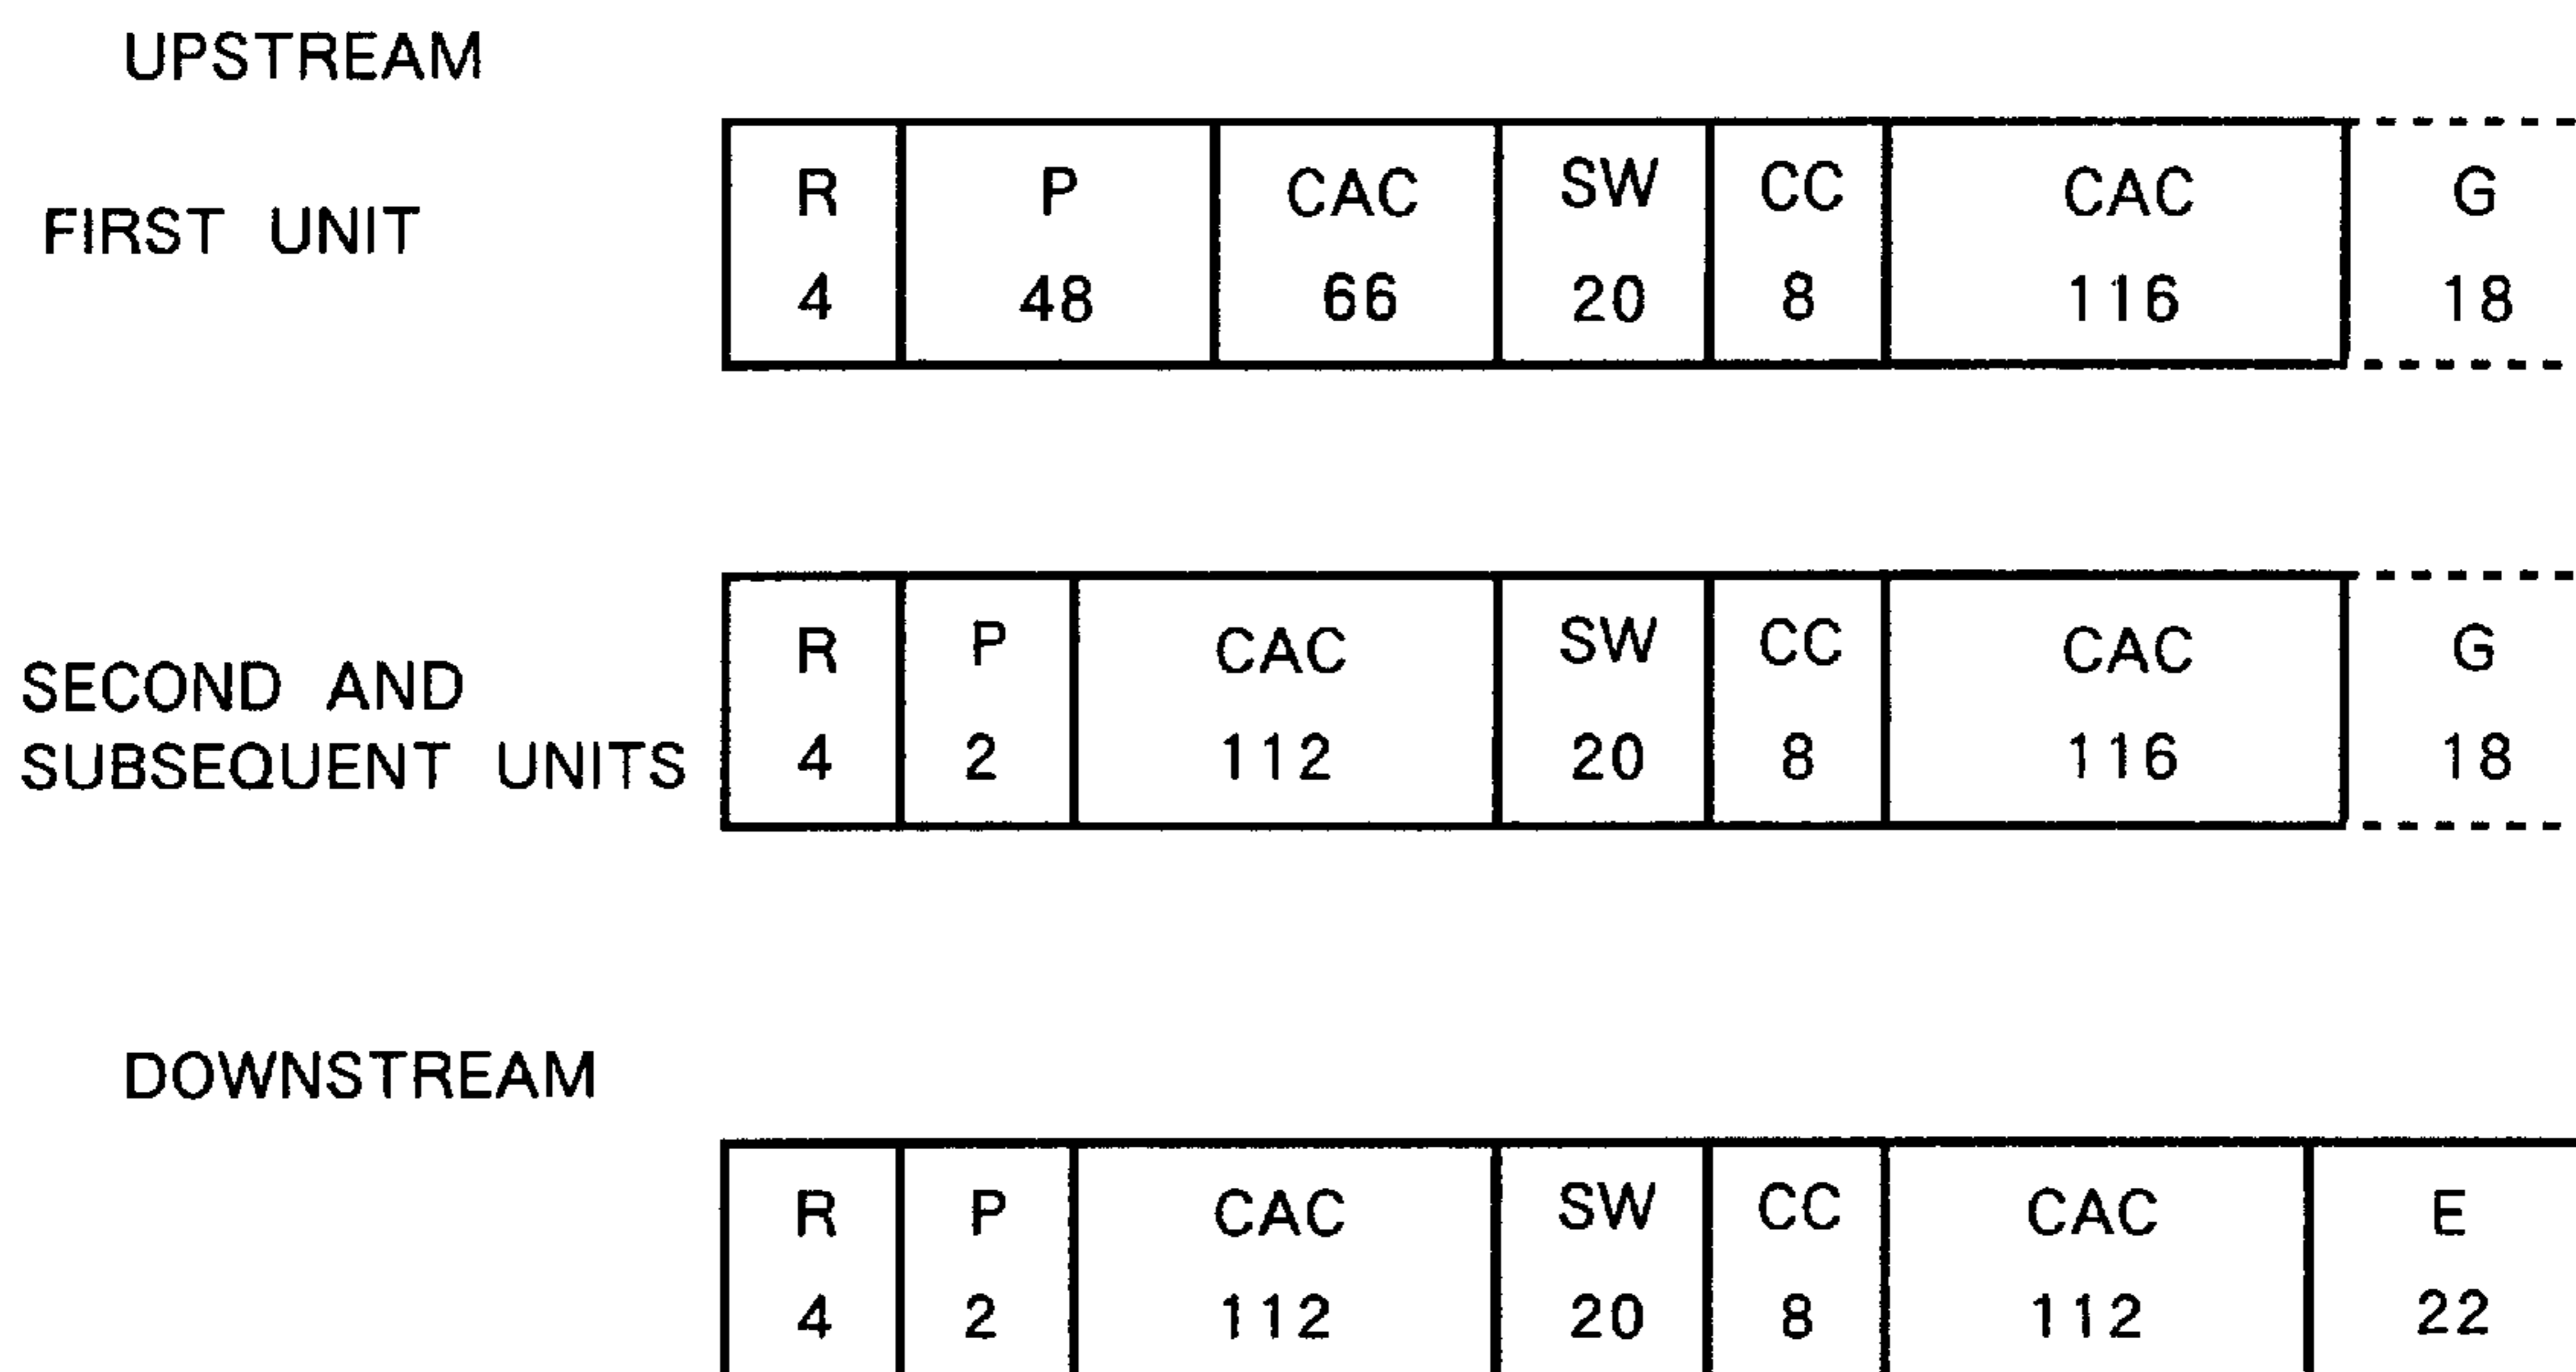 UPSTREAM
FIRST UNIT
R P CAC SW CC CAC G
4 48 66 20 8 116 18
SECOND AND
SUBSEQUENT UNITS
R P CAC SW CC CAC G
4 2 112 20 8 116 18
DOWNSTREAM
R P CAC SW CC CAC E
4 2 112 20 8 112 22